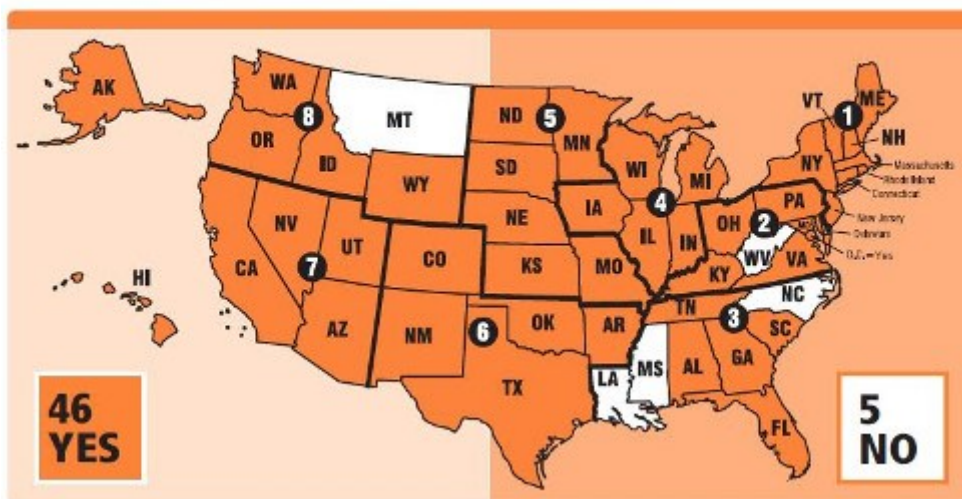 AK
WA
8
MT
ND
5
MN
VT
1
ME
OR
ID
NH
WI
NY
Massachusetts
Rhode Island
Connecticut
SD
WY
MI
4
IA
PA
NE
OH
2
New Jersey
Delaware
D.C. = Yes
NV
UT
IL
IN
WV
VA
CO
CA
7
KS
MO
KY
HI
NC
TN
AZ
NM
6
OK
AR
3
SC
MS
AL
GA
LA
TX
FL
46
YES
5
NO